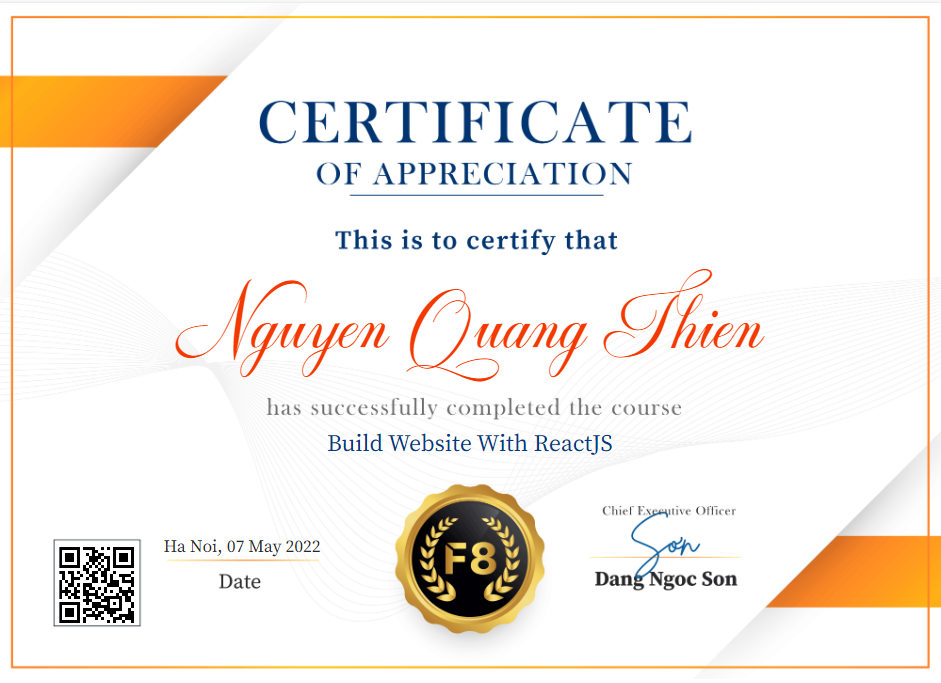 CERTIFICATE
OF APPRECIATION
This is to certify that
Nguyen Quang Thien
has successfully completed the course
Build Website With ReactJS
Ha Noi, 07 May 2022
Date
F8
Chief Executive Officer
Son
Dang Ngoc Son